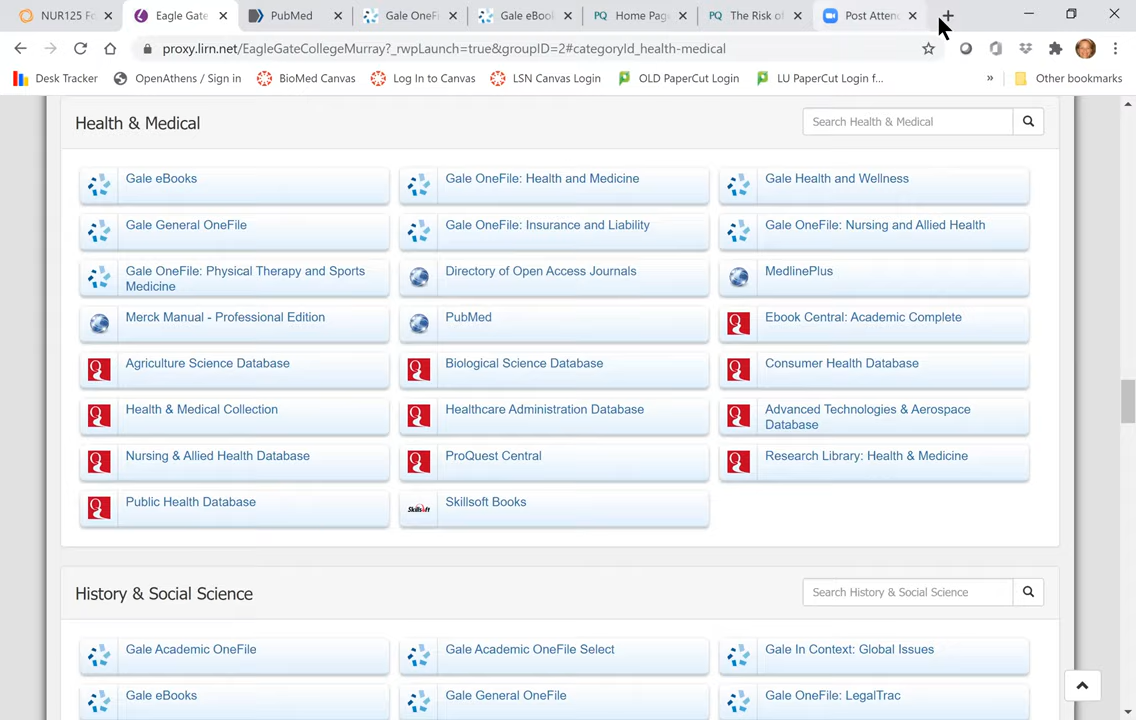 NUR125 Fo
Eagle Gate
PubMed
Gale OneFi
Gale eBook
PQ Home Page
PQ The Risk of
Post Attend
proxy.lirn.net/EagleGateCollegeMurray?_rwpLaunch=true&groupID=2#categoryId_health-medical
Desk Tracker
OpenAthens / Sign in
BioMed Canvas
Log In to Canvas
LSN Canvas Login
OLD PaperCut Login
LU PaperCut Login f...
»
Other bookmarks
Health & Medical
Search Health & Medical
Gale eBooks
Gale OneFile: Health and Medicine
Gale Health and Wellness
Gale General OneFile
Gale OneFile: Insurance and Liability
Gale OneFile: Nursing and Allied Health
Gale OneFile: Physical Therapy and Sports
Medicine
Directory of Open Access Journals
MedlinePlus
Merck Manual - Professional Edition
PubMed
Ebook Central: Academic Complete
Agriculture Science Database
Biological Science Database
Consumer Health Database
Health & Medical Collection
Healthcare Administration Database
Advanced Technologies & Aerospace
Database
Nursing & Allied Health Database
ProQuest Central
Research Library: Health & Medicine
Public Health Database
Skillsoft
Skillsoft Books
History & Social Science
Search History & Social Science
Gale Academic OneFile
Gale Academic OneFile Select
Gale In Context: Global Issues
Gale eBooks
Gale General OneFile
Gale OneFile: LegalTrac